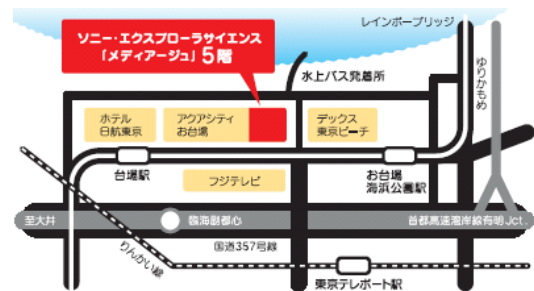 レインボーブリッジ
ソニー・エクスプローラサイエンス
「メディアージュ」5階
ゆりかもめ
水上バス発着所
ホテル
日航東京
アクアシティ
お台場
デックス
東京ビーチ
台場駅
お台場
海浜公園駅
フジテレビ
至大井
臨海副都心
首都高速湾岸線有明Jct.
りんかい線
国道357号線
東京テレポート駅